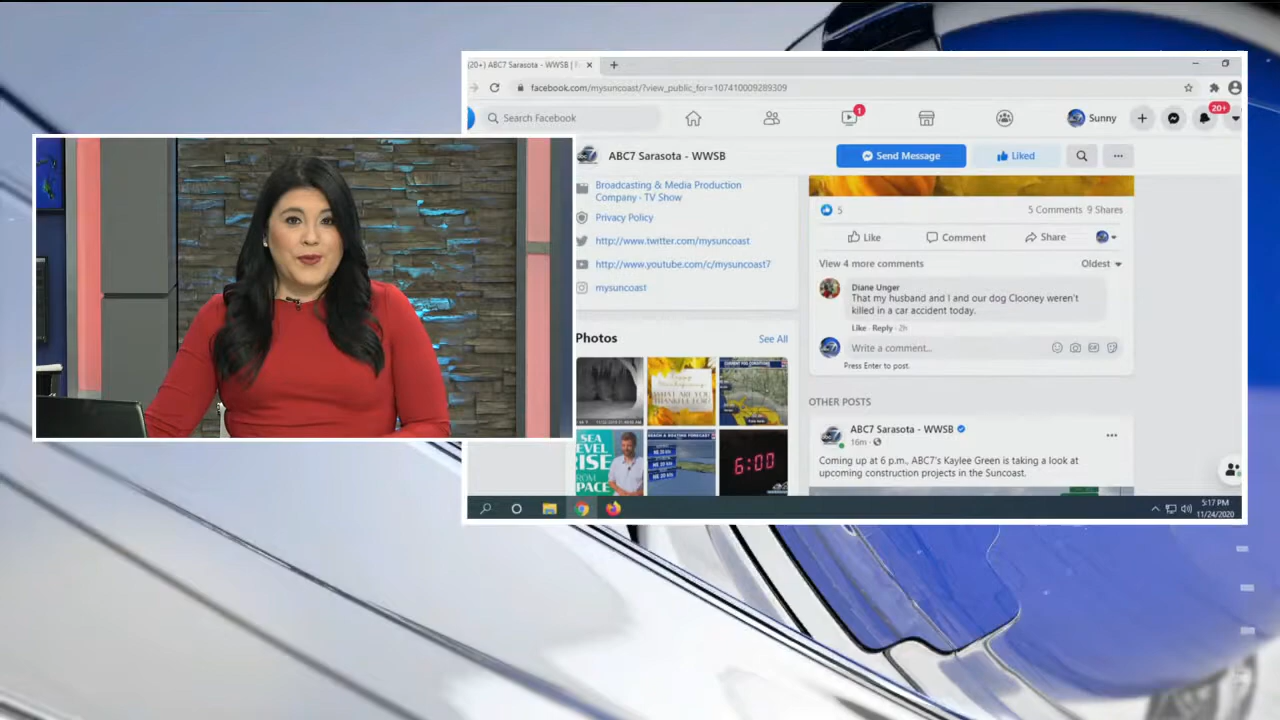 (20+) ABC7 Sarasota - WWSB | F
facebook.com/mysuncoast/?view_public_for=107410009289309
Search Facebook
1
Sunny
20+
ABC7 Sarasota - WWSB
Send Message
Liked
Broadcasting & Media Production
Company · TV Show
Privacy Policy
http://www.twitter.com/mysuncoast
http://www.youtube.com/c/mysuncoast7
mysuncoast
Photos
See All
WHAT ARE YOU
THANKFUL FOR?
SEA
LEVEL
RISE
FROM
SPACE
BEACH & BOATING FORECAST
6:00
5
5 Comments 9 Shares
Like
Comment
Share
View 4 more comments
Oldest
Diane Unger
That my husband and I and our dog Clooney weren't
killed in a car accident today.
Like · Reply · 2h
Write a comment...
GIF
Press Enter to post.
OTHER POSTS
ABC7 Sarasota - WWSB
16m ·
Coming up at 6 p.m., ABC7's Kaylee Green is taking a look at
upcoming construction projects in the Suncoast.
5:17 PM
11/24/2020